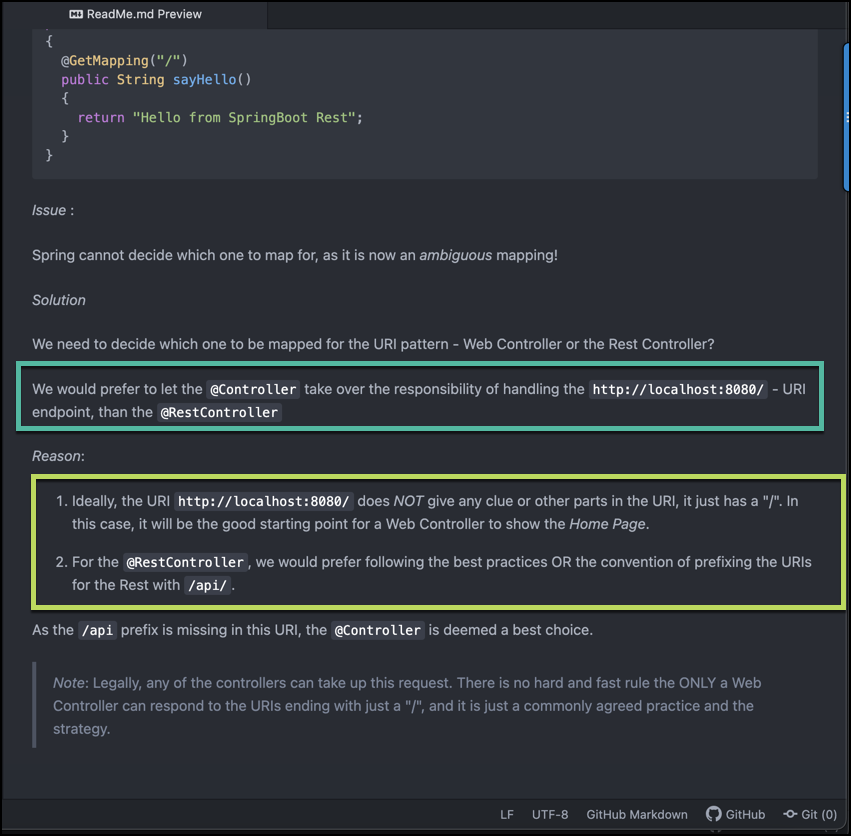 ReadMe.md Preview
{
@GetMapping("/")
public String sayHello()
{
return "Hello from SpringBoot Rest";
}
}
Issue :
Spring cannot decide which one to map for, as it is now an ambiguous mapping!
Solution
We need to decide which one to be mapped for the URI pattern - Web Controller or the Rest Controller?
We would prefer to let the @Controller take over the responsibility of handling the http://localhost:8080/ - URI
endpoint, than the @RestController
Reason:
1. Ideally, the URI http://localhost:8080/ does NOT give any clue or other parts in the URI, it just has a "/". In
this case, it will be the good starting point for a Web Controller to show the Home Page.
2. For the @RestController, we would prefer following the best practices OR the convention of prefixing the URIs
for the Rest with /api/.
As the /api prefix is missing in this URI, the @Controller is deemed a best choice.
Note: Legally, any of the controllers can take up this request. There is no hard and fast rule the ONLY a Web
Controller can respond to the URIs ending with just a "/", and it is just a commonly agreed practice and the
strategy.
LF UTF-8 GitHub Markdown GitHub Git (0)